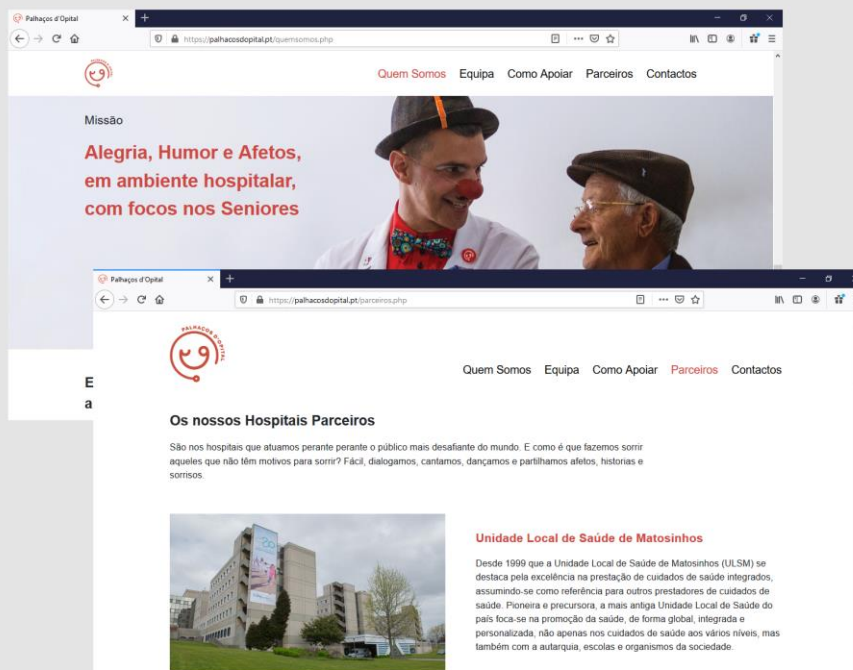 Palhaços d'Opital
https://palhacosdopital.pt/quemsomos.php
Quem Somos Equipa Como Apoiar Parceiros Contactos
Missão
Alegria, Humor e Afetos,
em ambiente hospitalar,
com focos nos Seniores
E
a
Palhaços d'Opital
https://palhacosdopital.pt/parceiros.php
PALHAÇOS D'OPITAL
Quem Somos Equipa Como Apoiar Parceiros Contactos
Os nossos Hospitais Parceiros
São nos hospitais que atuamos perante perante o público mais desafiante do mundo. E como é que fazemos sorrir
aqueles que não têm motivos para sorrir? Fácil, dialogamos, cantamos, dançamos e partilhamos afetos, historias e
sorrisos.
Unidade Local de Saúde de Matosinhos
Desde 1999 que a Unidade Local de Saúde de Matosinhos (ULSM) se
destaca pela excelência na prestação de cuidados de saúde integrados,
assumindo-se como referência para outros prestadores de cuidados de
saúde. Pioneira e precursora, a mais antiga Unidade Local de Saúde do
país foca-se na promoção da saúde, de forma global, integrada e
personalizada, não apenas nos cuidados de saúde aos vários níveis, mas
também com a autarquia, escolas e organismos da sociedade.